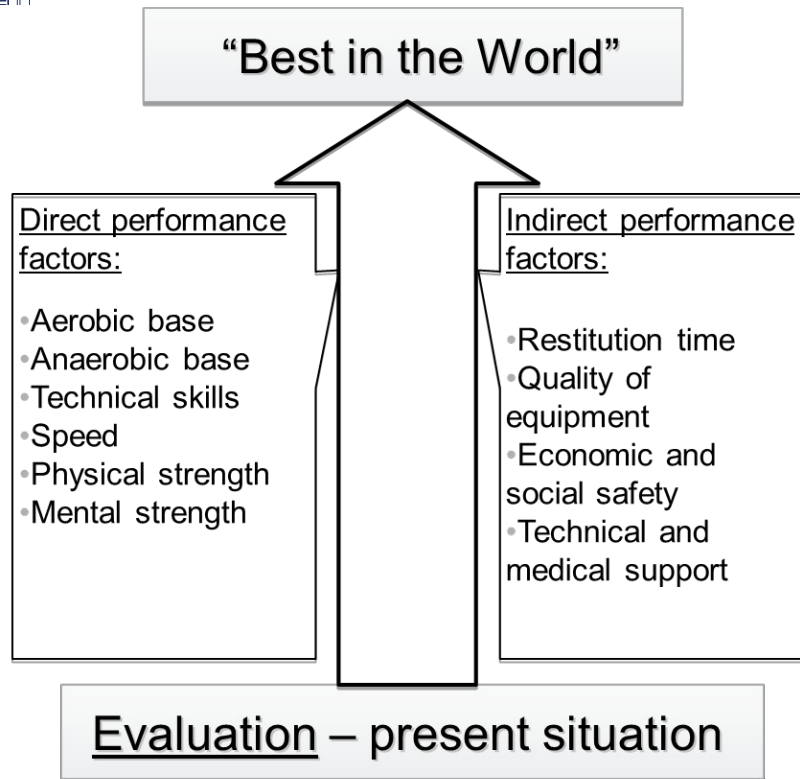 “Best in the World”
Direct performance
factors:
•Aerobic base
•Anaerobic base
•Technical skills
•Speed
•Physical strength
•Mental strength
Indirect performance
factors:
•Restitution time
•Quality of
equipment
•Economic and
social safety
•Technical and
medical support
Evaluation – present situation